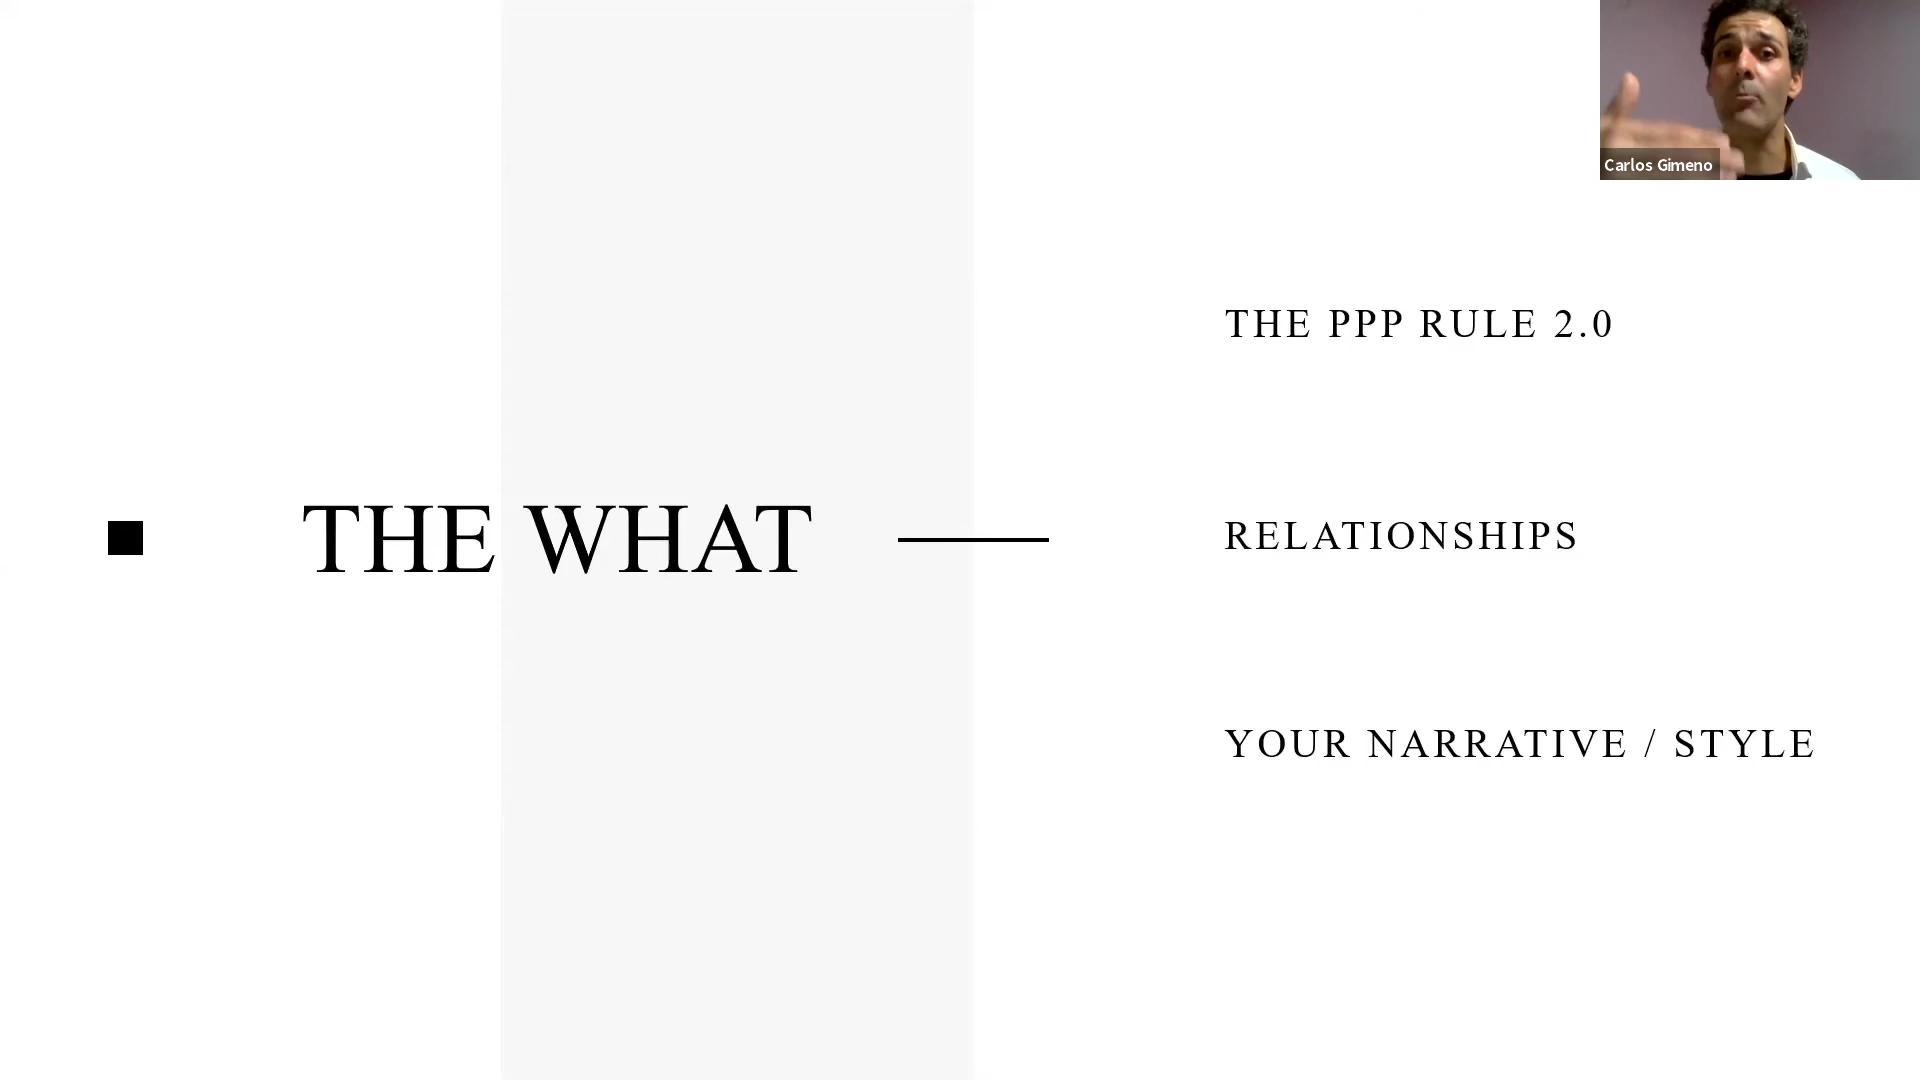 Carlos Gimeno
THE PPP RULE 2.0
THE WHAT
RELATIONSHIPS
YOUR NARRATIVE / STYLE